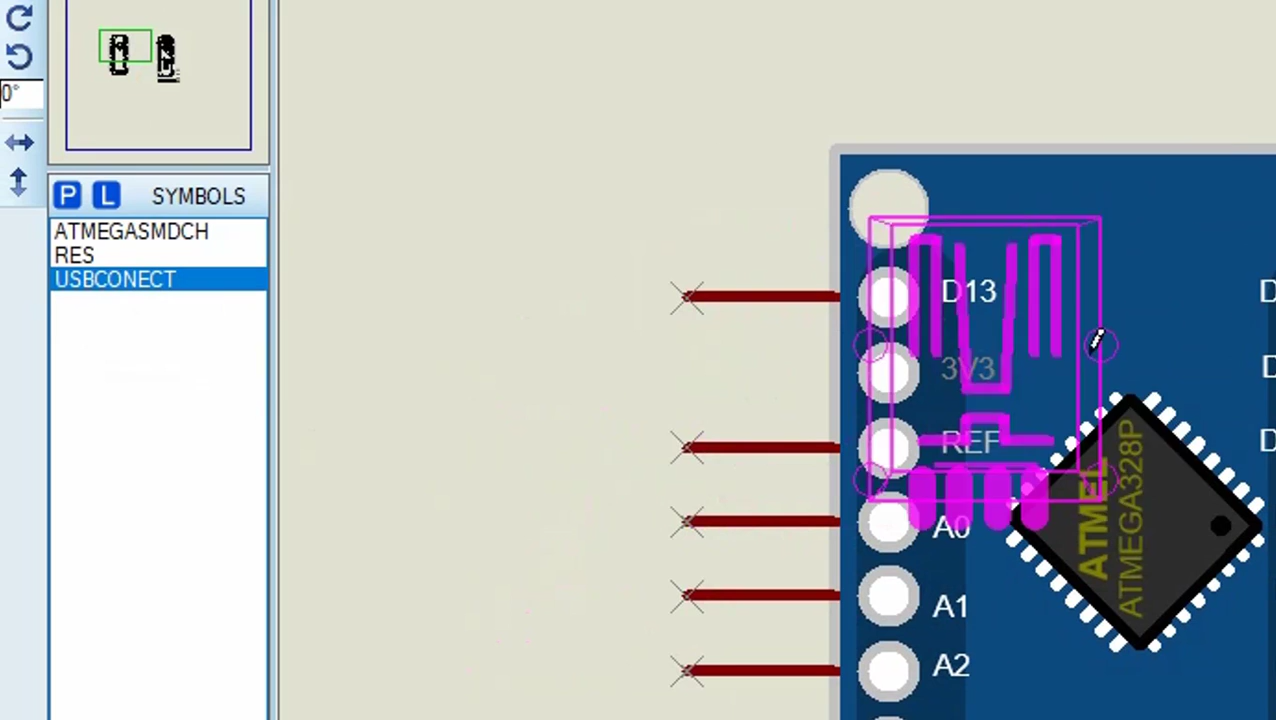 0°
P L SYMBOLS
ATMEGASMDCH
RES
USBCONECT
D13
3V3
REF
A0
A1
A2
ATMEL
ATMEGA328P
D
D
D